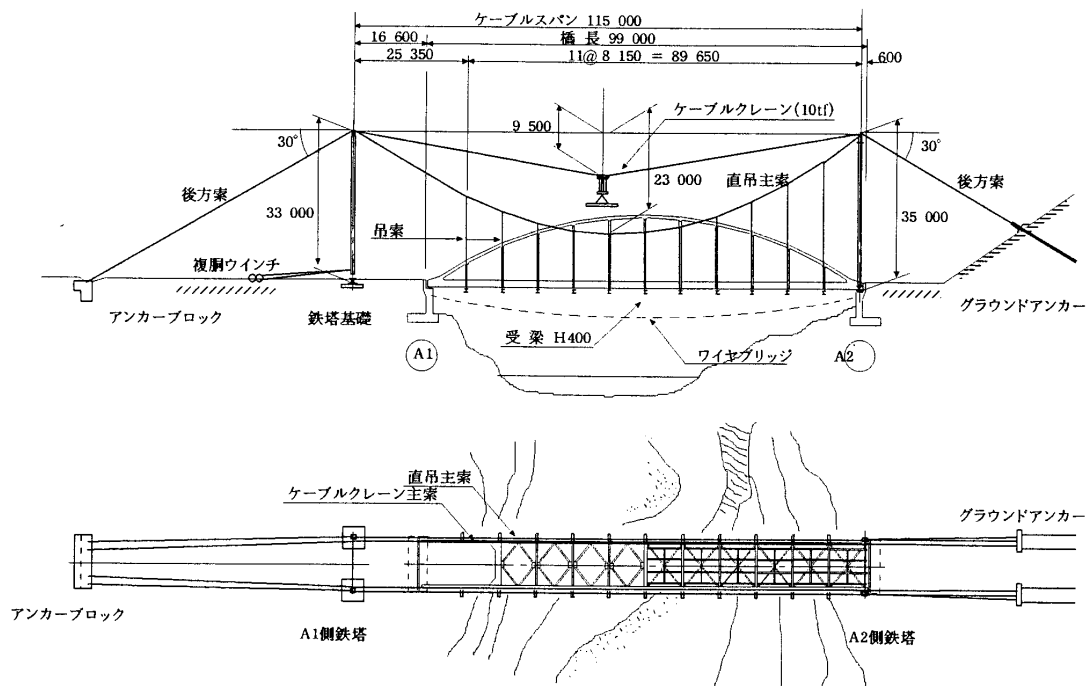 ケーブルスパン 115 000
16 600
橋長 99 000
25 350
11@ 8 150 = 89 650
600
ケーブルクレーン(10tf)
9 500
30°
30°
23 000
直吊主索
後方索
後方索
33 000
35 000
吊索
複胴ウインチ
アンカーブロック
鉄塔基礎
グラウンドアンカー
受梁 H400
ワイヤブリッジ
A1
A2
直吊主索
ケーブルクレーン主索
グラウンドアンカー
アンカーブロック
A1側鉄塔
A2側鉄塔